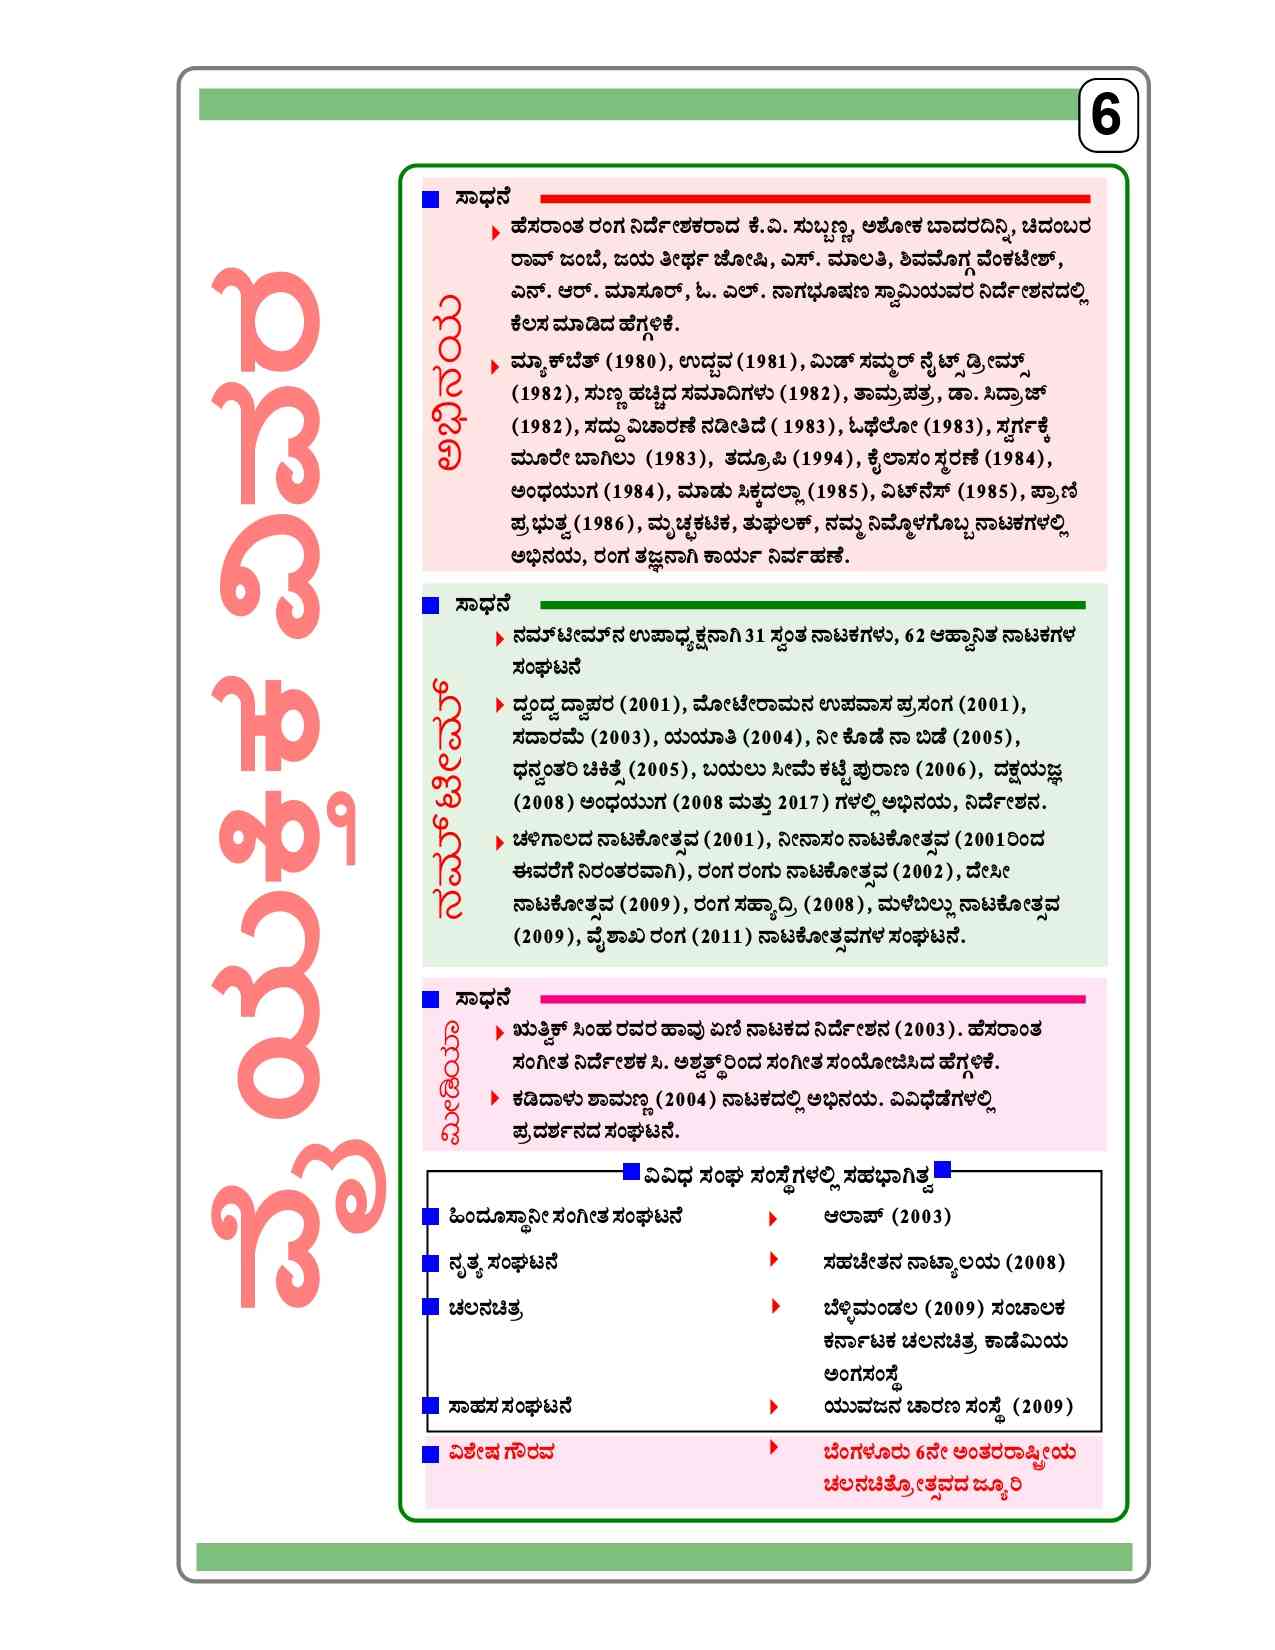 6
ವೈಯಕ್ತಿಕ ವಿವರ
ಸಾಧನೆ
ಅಭಿನಯ
ಹೆಸರಾಂತ ರಂಗ ನಿರ್ದೇಶಕರಾದ ಕೆ.ವಿ. ಸುಬ್ಬಣ್ಣ, ಅಶೋಕ ಬಾದರದಿನ್ನಿ, ಚಿದಂಬರ
ರಾವ್ ಜಂಬೆ, ಜಯ ತೀರ್ಥ ಜೋಷಿ, ಎಸ್. ಮಾಲತಿ, ಶಿವಮೊಗ್ಗ ವೆಂಕಟೇಶ್,
ಎನ್. ಆರ್. ಮಾಸೂರ್, ಓ. ಎಲ್. ನಾಗಭೂಷಣ ಸ್ವಾಮಿಯವರ ನಿರ್ದೇಶನದಲ್ಲಿ
ಕೆಲಸ ಮಾಡಿದ ಹೆಗ್ಗಳಿಕೆ.
ಮ್ಯಾಕ್‌ಬೆತ್ (1980), ಉದ್ಭವ (1981), ಮಿಡ್ ಸಮ್ಮರ್ ನೈಟ್ಸ್ ಡ್ರೀಮ್ಸ್
(1982), ಸುಣ್ಣ ಹಚ್ಚಿದ ಸಮಾದಿಗಳು (1982), ತಾಮ್ರಪತ್ರ, ಡಾ. ಸಿದ್ರಾಜ್
(1982), ಸದ್ದು ವಿಚಾರಣೆ ನಡೀತಿದೆ ( 1983), ಓಥೆಲೋ (1983), ಸ್ವರ್ಗಕ್ಕೆ
ಮೂರೇ ಬಾಗಿಲು (1983), ತದ್ರೂಪಿ (1994), ಕೈಲಾಸಂ ಸ್ಮರಣೆ (1984),
ಅಂಧಯುಗ (1984), ಮಾಡು ಸಿಕ್ಕದಲ್ಲಾ (1985), ವಿಟ್‌ನೆಸ್ (1985), ಪ್ರಾಣಿ
ಪ್ರಭುತ್ವ (1986), ಮೃಚ್ಛಕಟಿಕ, ತುಘಲಕ್, ನಮ್ಮ ನಿಮ್ಮೊಳಗೊಬ್ಬ ನಾಟಕಗಳಲ್ಲಿ
ಅಭಿನಯ, ರಂಗ ತಜ್ಞನಾಗಿ ಕಾರ್ಯ ನಿರ್ವಹಣೆ.
ಸಾಧನೆ
ನಮ್‌ ಟೀಮ್
ನಮ್‌ಟೀಮ್‌ನ ಉಪಾಧ್ಯಕ್ಷನಾಗಿ 31 ಸ್ವಂತ ನಾಟಕಗಳು, 62 ಆಹ್ವಾನಿತ ನಾಟಕಗಳ
ಸಂಘಟನೆ
ದ್ವಂದ್ವ ದ್ವಾಪರ (2001), ಮೋಟೇರಾಮನ ಉಪವಾಸ ಪ್ರಸಂಗ (2001),
ಸದಾರಮೆ (2003), ಯಯಾತಿ (2004), ನೀ ಕೊಡೆ ನಾ ಬಿಡೆ (2005),
ಧನ್ವಂತರಿ ಚಿಕಿತ್ಸೆ (2005), ಬಯಲು ಸೀಮೆ ಕಟ್ಟೆ ಪುರಾಣ (2006), ದಕ್ಷಯಜ್ಞ
(2008) ಅಂಧಯುಗ (2008 ಮತ್ತು 2017) ಗಳಲ್ಲಿ ಅಭಿನಯ, ನಿರ್ದೇಶನ.
ಚಳಿಗಾಲದ ನಾಟಕೋತ್ಸವ (2001), ನೀನಾಸಂ ನಾಟಕೋತ್ಸವ (2001ರಿಂದ
ಈವರೆಗೆ ನಿರಂತರವಾಗಿ), ರಂಗ ರಂಗು ನಾಟಕೋತ್ಸವ (2002), ದೇಸೀ
ನಾಟಕೋತ್ಸವ (2009), ರಂಗ ಸಹ್ಯಾದ್ರಿ (2008), ಮಳೆಬಿಲ್ಲು ನಾಟಕೋತ್ಸವ
(2009), ವೈಶಾಖ ರಂಗ (2011) ನಾಟಕೋತ್ಸವಗಳ ಸಂಘಟನೆ.
ಸಾಧನೆ
ಮೀಡಿಯಾ
ಋತ್ವಿಕ್ ಸಿಂಹ ರವರ ಹಾವು ಏಣಿ ನಾಟಕದ ನಿರ್ದೇಶನ (2003). ಹೆಸರಾಂತ
ಸಂಗೀತ ನಿರ್ದೇಶಕ ಸಿ. ಅಶ್ವತ್ಥ್‌ರಿಂದ ಸಂಗೀತ ಸಂಯೋಜಿಸಿದ ಹೆಗ್ಗಳಿಕೆ.
ಕಡಿದಾಳು ಶಾಮಣ್ಣ (2004) ನಾಟಕದಲ್ಲಿ ಅಭಿನಯ. ವಿವಿಧೆಡೆಗಳಲ್ಲಿ
ಪ್ರದರ್ಶನದ ಸಂಘಟನೆ.
ವಿವಿಧ ಸಂಘ ಸಂಸ್ಥೆಗಳಲ್ಲಿ ಸಹಭಾಗಿತ್ವ
ಹಿಂದೂಸ್ಥಾನೀ ಸಂಗೀತ ಸಂಘಟನೆ ಆಲಾಪ್ (2003)
ನೃತ್ಯ ಸಂಘಟನೆ ಸಹಚೇತನ ನಾಟ್ಯಾಲಯ (2008)
ಚಲನಚಿತ್ರ ಬೆಳ್ಳಿಮಂಡಲ (2009) ಸಂಚಾಲಕ
ಕರ್ನಾಟಕ ಚಲನಚಿತ್ರ ಕಾಡೆಮಿಯ
ಅಂಗಸಂಸ್ಥೆ
ಸಾಹಸ ಸಂಘಟನೆ ಯುವಜನ ಚಾರಣ ಸಂಸ್ಥೆ (2009)
ವಿಶೇಷ ಗೌರವ ಬೆಂಗಳೂರು 6ನೇ ಅಂತರರಾಷ್ಟ್ರೀಯ
ಚಲನಚಿತ್ರೋತ್ಸವದ ಜ್ಯೂರಿ